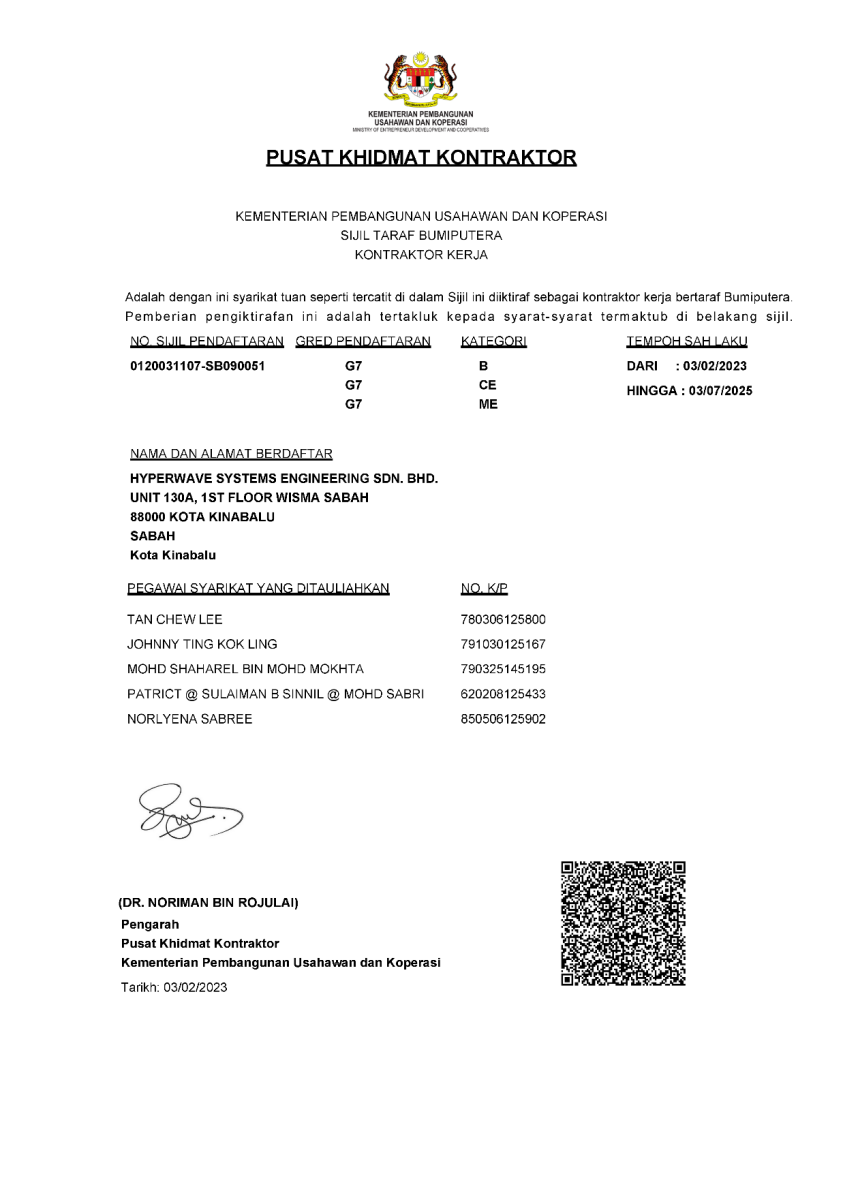 KEMENTERIAN PEMBANGUNAN
USAHAWAN DAN KOPERASI
MINISTRY OF ENTREPRENEUR DEVELOPMENT AND COOPERATIVES
PUSAT KHIDMAT KONTRAKTOR
KEMENTERIAN PEMBANGUNAN USAHAWAN DAN KOPERASI
SIJIL TARAF BUMIPUTERA
KONTRAKTOR KERJA
Adalah dengan ini syarikat tuan seperti tercatit di dalam Sijil ini diiktiraf sebagai kontraktor kerja bertaraf Bumiputera.
Pemberian pengiktirafan ini adalah tertakluk kepada syarat-syarat termaktub di belakang sijil.
NO. SIJIL PENDAFTARAN GRED PENDAFTARAN KATEGORI TEMPOH SAH LAKU
0120031107-SB090051 G7 B DARI : 03/02/2023
G7 CE
HINGGA : 03/07/2025
G7 ME
NAMA DAN ALAMAT BERDAFTAR
HYPERWAVE SYSTEMS ENGINEERING SDN. BHD.
UNIT 130A, 1ST FLOOR WISMA SABAH
88000 KOTA KINABALU
SABAH
Kota Kinabalu
PEGAWAI SYARIKAT YANG DITAULIAHKAN NO. K/P
TAN CHEW LEE 780306125800
JOHNNY TING KOK LING 791030125167
MOHD SHAHAREL BIN MOHD MOKHTA 790325145195
PATRICT @ SULAIMAN B SINNIL @ MOHD SABRI 620208125433
NORLYENA SABREE 850506125902
(DR. NORIMAN BIN ROJULAI)
Pengarah
Pusat Khidmat Kontraktor
Kementerian Pembangunan Usahawan dan Koperasi
Tarikh: 03/02/2023